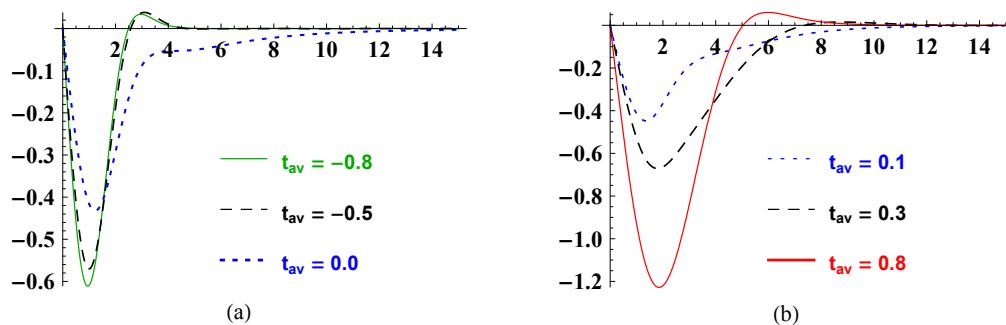 2 4 6 8 10 12 14
−0.1
−0.2
−0.3
−0.4
−0.5
−0.6
t_av = −0.8
t_av = −0.5
t_av = 0.0
(a)
2 4 6 8 10 12 14
−0.2
−0.4
−0.6
−0.8
−1.0
−1.2
t_av = 0.1
t_av = 0.3
t_av = 0.8
(b)